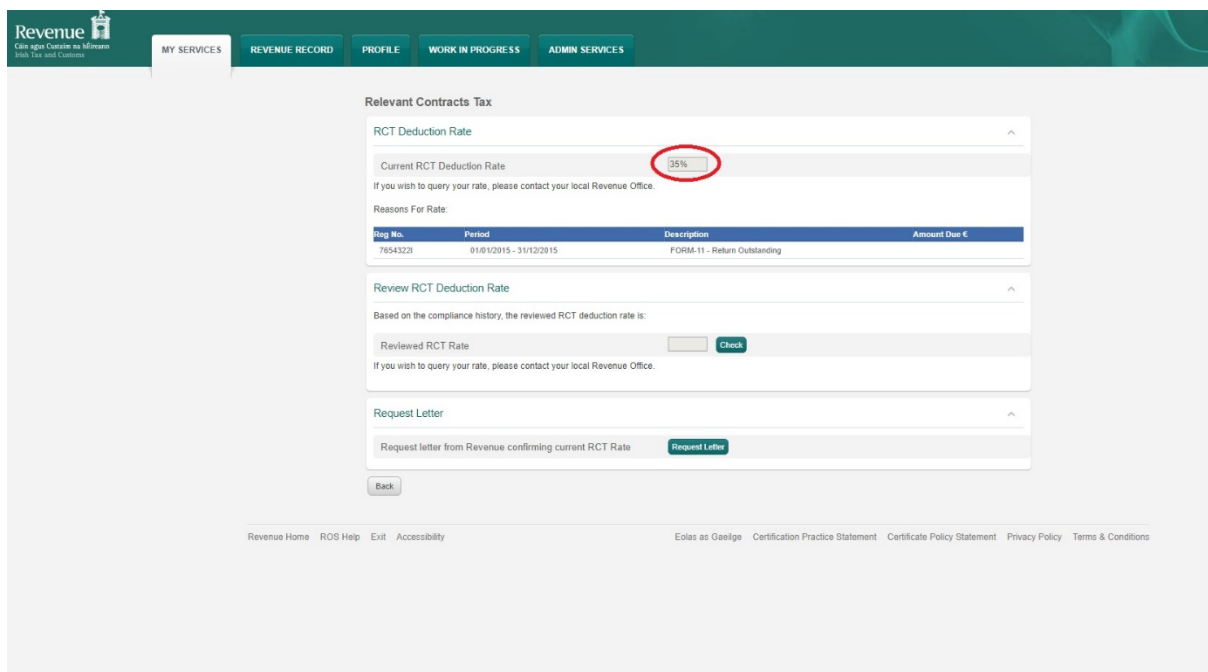 Revenue
Cáin agus Custaim na hÉireann
Irish Tax and Customs
MY SERVICES REVENUE RECORD PROFILE WORK IN PROGRESS ADMIN SERVICES
Relevant Contracts Tax
RCT Deduction Rate
Current RCT Deduction Rate 35%
If you wish to query your rate, please contact your local Revenue Office.
Reasons For Rate:
Reg No. Period Description Amount Due €
7654322I 01/01/2015 - 31/12/2015 FORM-11 - Return Outstanding
Review RCT Deduction Rate
Based on the compliance history, the reviewed RCT deduction rate is:
Reviewed RCT Rate Check
If you wish to query your rate, please contact your local Revenue Office.
Request Letter
Request letter from Revenue confirming current RCT Rate Request Letter
Back
Revenue Home ROS Help Exit Accessibility Eolas as Gaeilge Certification Practice Statement Certificate Policy Statement Privacy Policy Terms & Conditions